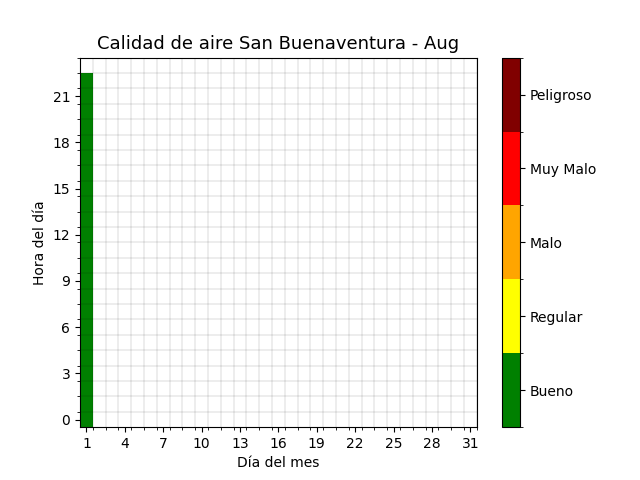 Calidad de aire San Buenaventura - Aug
Hora del día
21
18
15
12
9
6
3
0
1 4 7 10 13 16 19 22 25 28 31
Día del mes
Peligroso
Muy Malo
Malo
Regular
Bueno